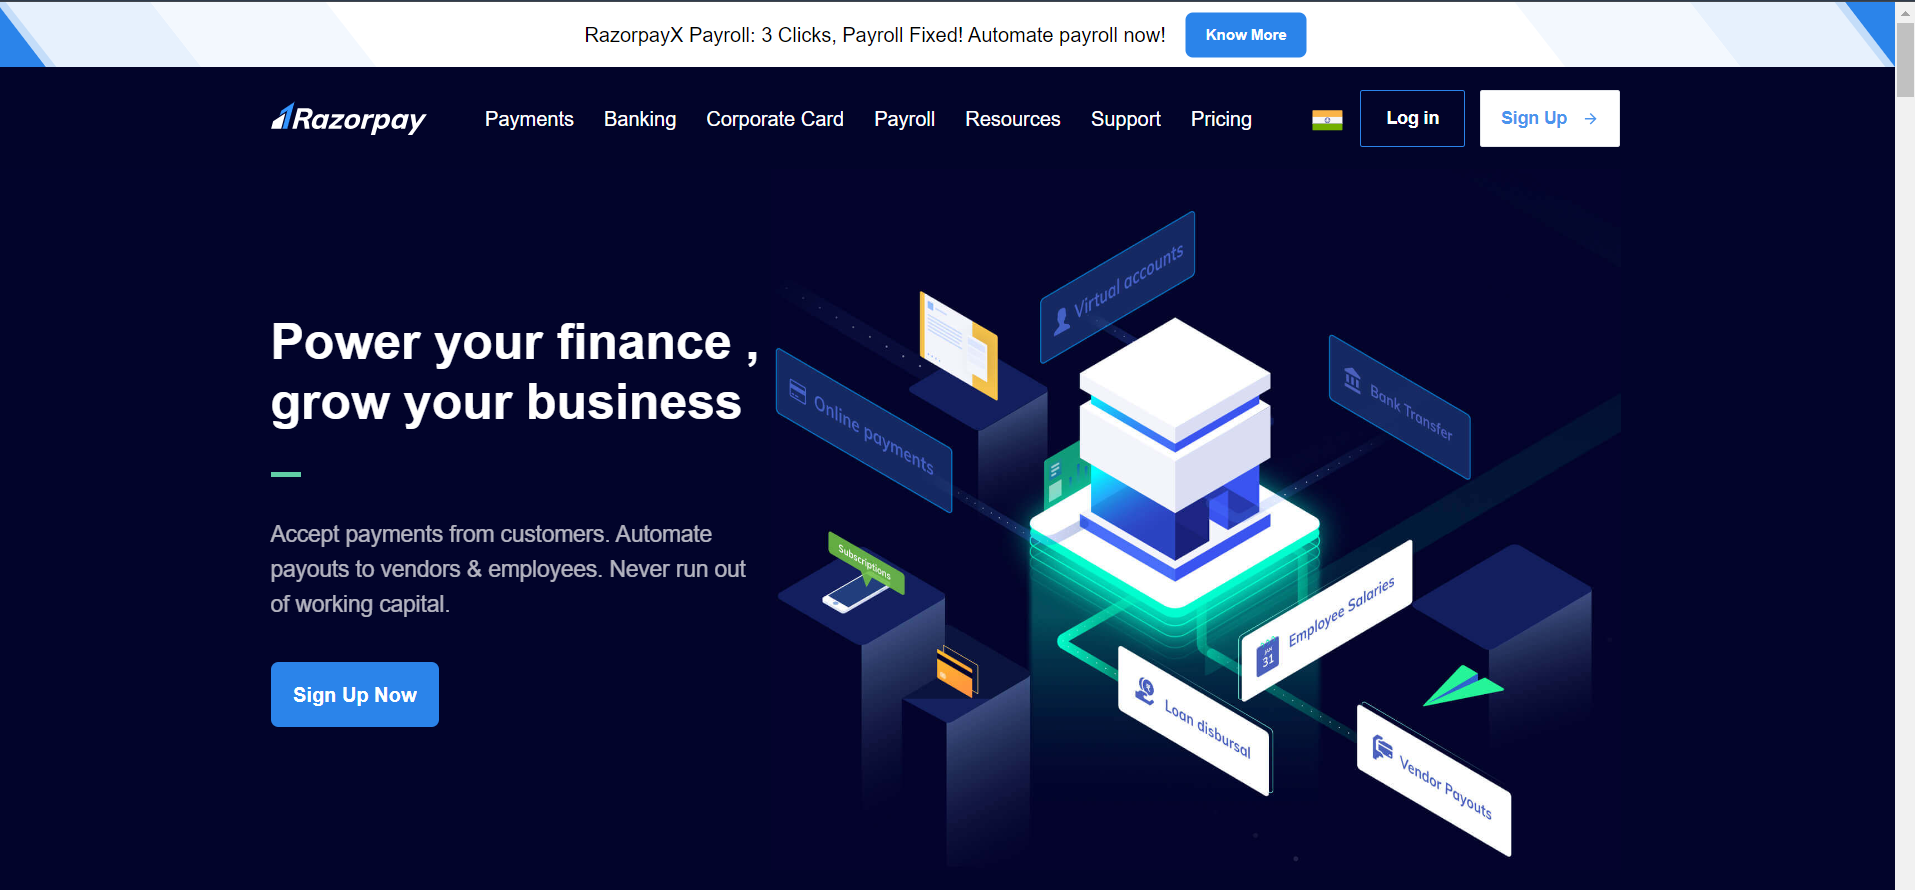 RazorpayX Payroll: 3 Clicks, Payroll Fixed! Automate payroll now!
Know More
Razorpay
Payments
Banking
Corporate Card
Payroll
Resources
Support
Pricing
Log in
Sign Up
Power your finance ,
grow your business
Accept payments from customers. Automate
payouts to vendors & employees. Never run out
of working capital.
Sign Up Now
Virtual accounts
Online payments
Bank Transfer
Subscriptions
JAN
31
Employee Salaries
Loan disbursal
Vendor Payouts